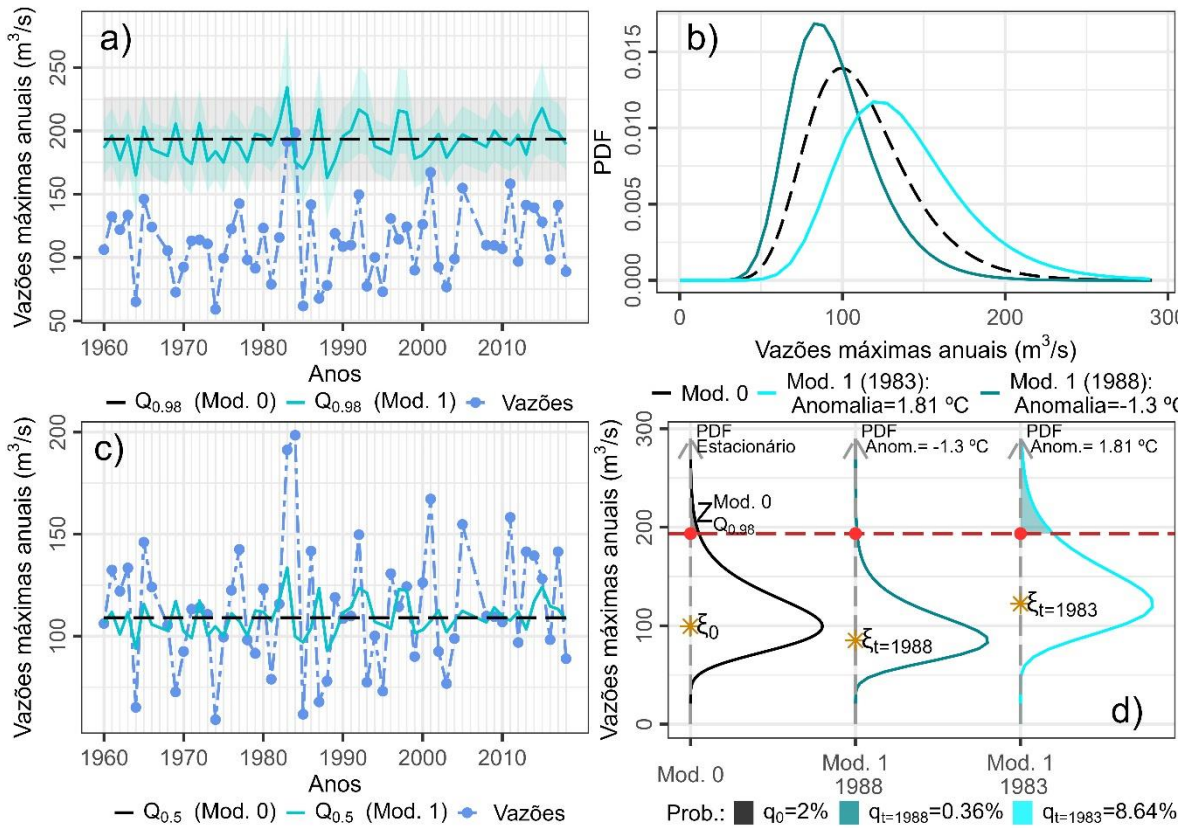 a)
Vazões máximas anuais (m³/s)
250
200
150
100
50
1960 1970 1980 1990 2000 2010
Anos
Q0.98 (Mod. 0) Q0.98 (Mod. 1) Vazões
b)
PDF
0.015
0.010
0.005
0.000
0 100 200 300
Vazões máximas anuais (m³/s)
Mod. 0 Mod. 1 (1983): Mod. 1 (1988):
Anomalia=1.81 ºC Anomalia=-1.3 ºC
c)
Vazões máximas anuais (m³/s)
200
150
100
1960 1970 1980 1990 2000 2010
Anos
Q0.5 (Mod. 0) Q0.5 (Mod. 1) Vazões
d)
Vazões máximas anuais (m³/s)
300
200
100
0
PDF
Estacionário
PDF
Anom.= -1.3 ºC
PDF
Anom.= 1.81 ºC
Mod. 0
Q0.98
ξ0
ξt=1988
ξt=1983
Mod. 0
Mod. 1
1988
Mod. 1
1983
Prob.: q0=2% qt=1988=0.36% qt=1983=8.64%